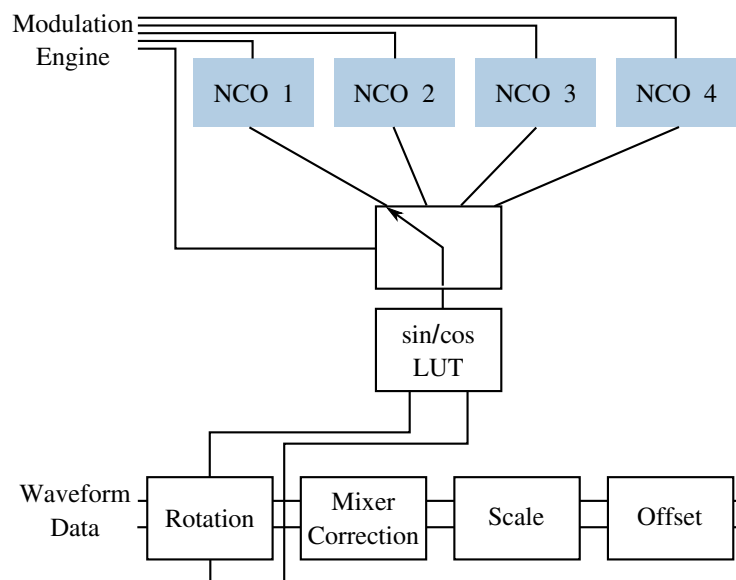 Modulation
Engine
NCO 1
NCO 2
NCO 3
NCO 4
sin/cos
LUT
Waveform
Data
Rotation
Mixer
Correction
Scale
Offset